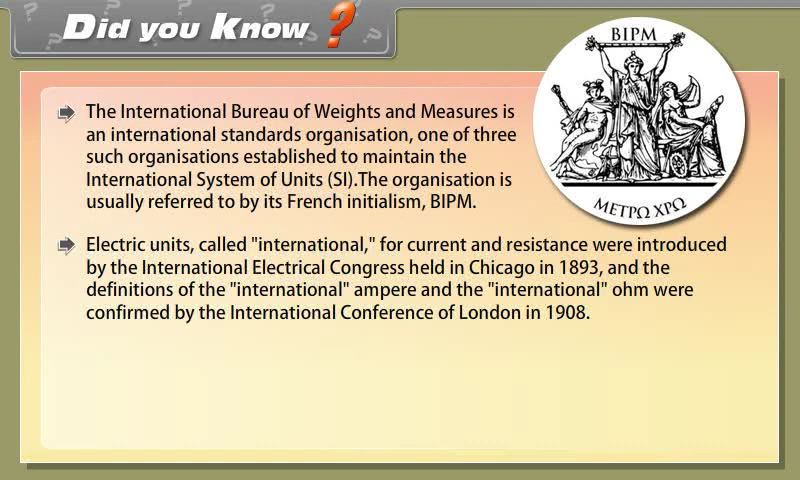 Did you Know ?
BIPM
The International Bureau of Weights and Measures is
an international standards organisation, one of three
such organisations established to maintain the
International System of Units (SI).The organisation is
usually referred to by its French initialism, BIPM.
ΜΕΤΡΩ ΧΡΩ
Electric units, called "international," for current and resistance were introduced
by the International Electrical Congress held in Chicago in 1893, and the
definitions of the "international" ampere and the "international" ohm were
confirmed by the International Conference of London in 1908.